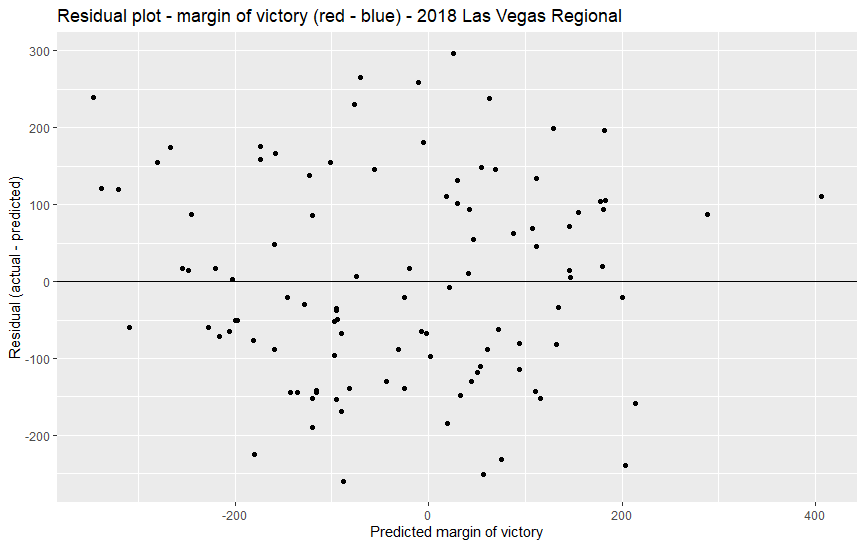 Residual plot - margin of victory (red - blue) - 2018 Las Vegas Regional
300
200
100
0
-100
-200
Residual (actual - predicted)
-200 0 200 400
Predicted margin of victory